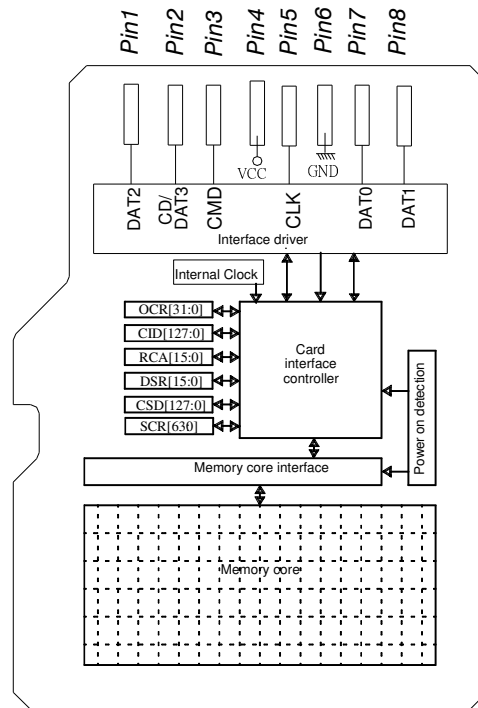 Pin1 Pin2 Pin3 Pin4 Pin5 Pin6 Pin7 Pin8
VCC GND
DAT2 CD/ DAT3 CMD CLK DAT0 DAT1
Interface driver
Internal Clock
OCR[31:0]
CID[127:0]
RCA[15:0]
DSR[15:0]
CSD[127:0]
SCR[630]
Card
interface
controller
Power on detection
Memory core interface
Memory core